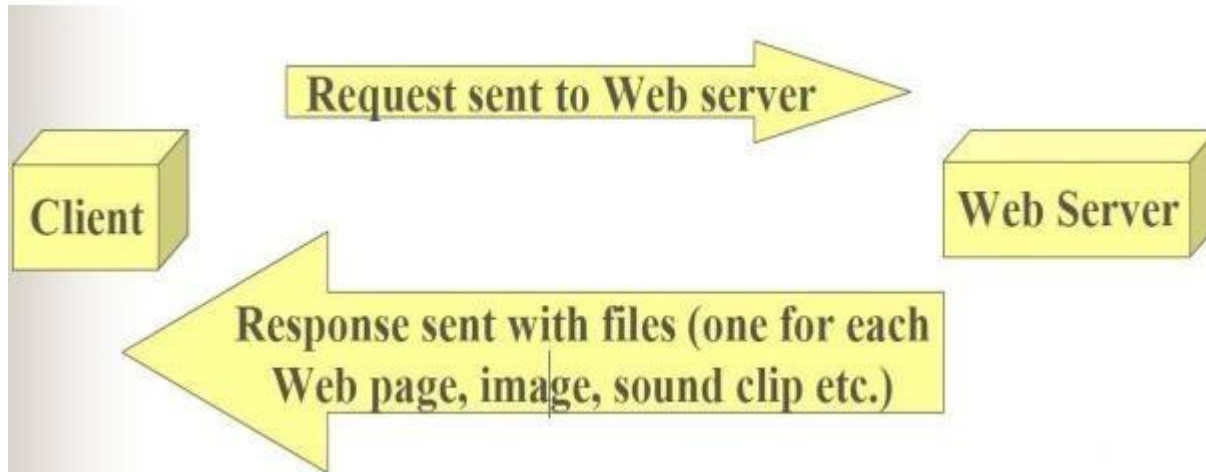 Request sent to Web server
Client
Web Server
Response sent with files (one for each
Web page, image, sound clip etc.)